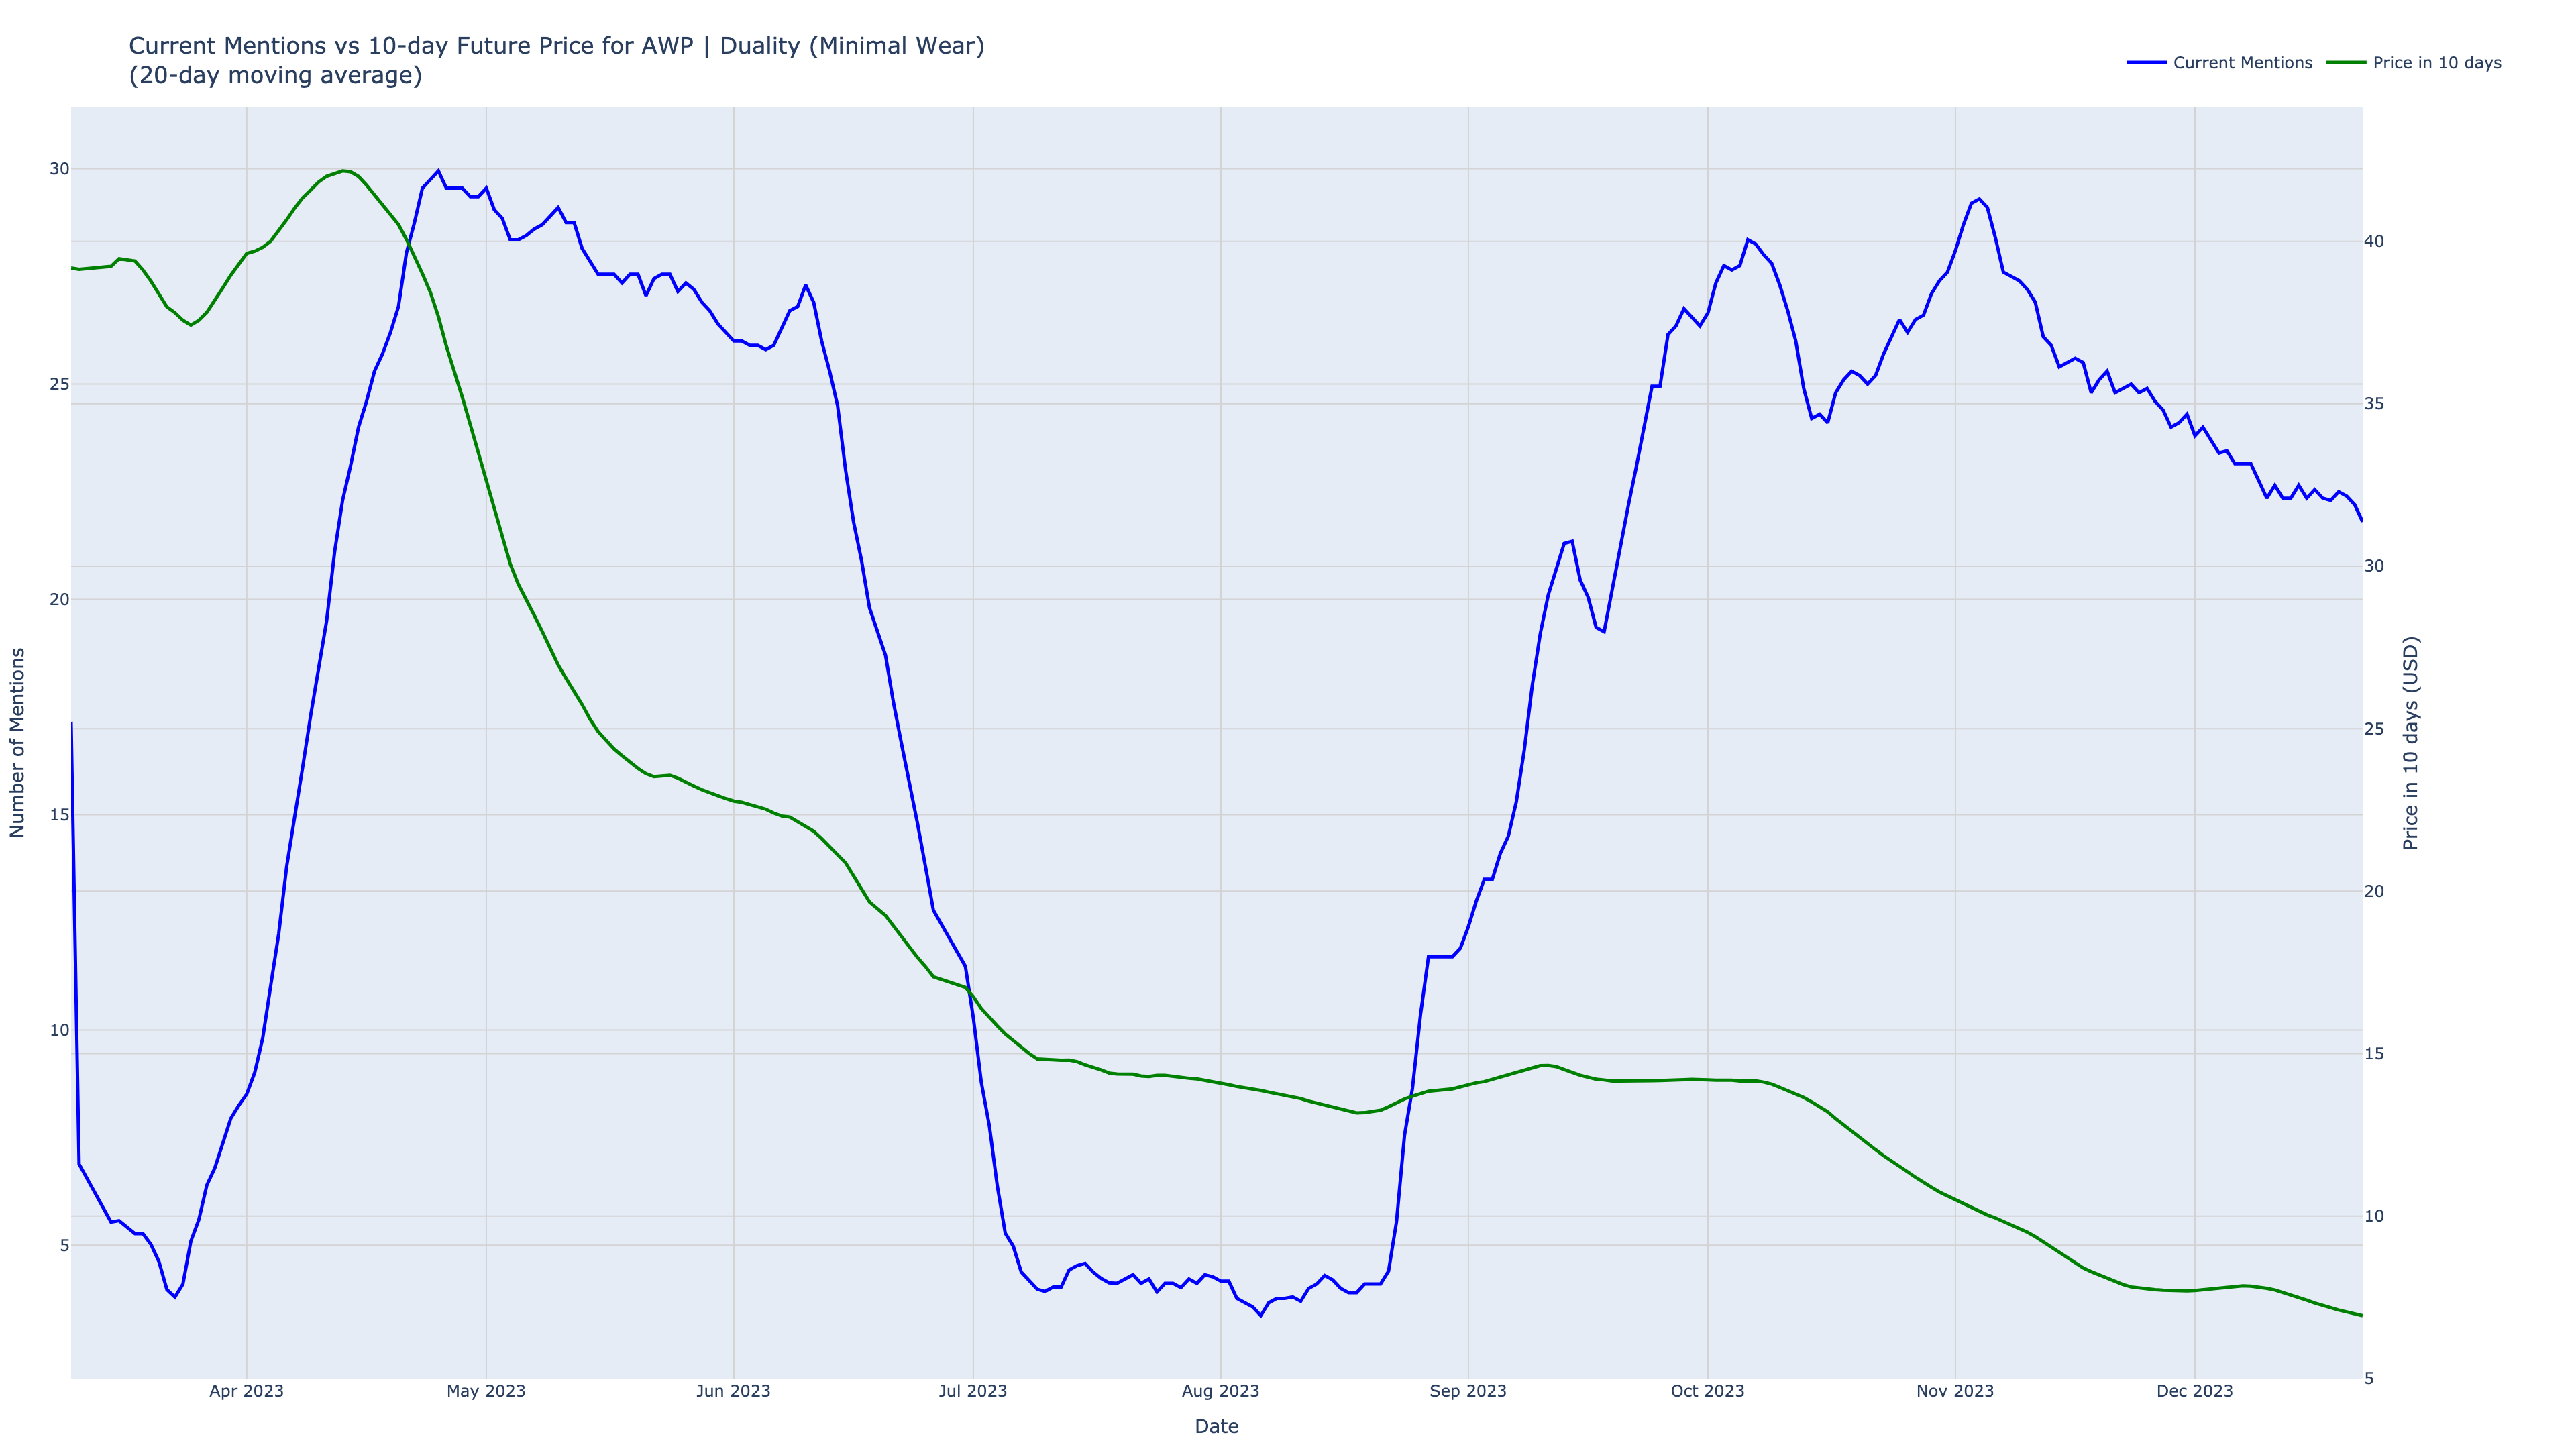 Current Mentions vs 10-day Future Price for AWP | Duality (Minimal Wear)
(20-day moving average)
Current Mentions
Price in 10 days
30
25
20
15
10
5
Number of Mentions
40
35
30
25
20
15
10
5
Price in 10 days (USD)
Apr 2023
May 2023
Jun 2023
Jul 2023
Aug 2023
Sep 2023
Oct 2023
Nov 2023
Dec 2023
Date